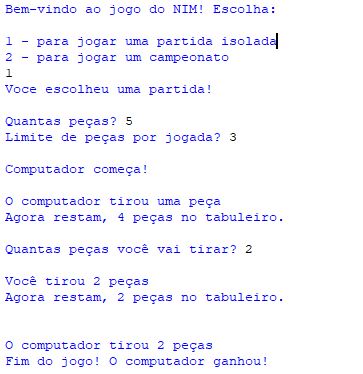 Bem-vindo ao jogo do NIM! Escolha:
1 - para jogar uma partida isolada
2 - para jogar um campeonato
1
Voce escolheu uma partida!
Quantas peças? 5
Limite de peças por jogada? 3
Computador começa!
O computador tirou uma peça
Agora restam, 4 peças no tabuleiro.
Quantas peças você vai tirar? 2
Você tirou 2 peças
Agora restam, 2 peças no tabuleiro.
O computador tirou 2 peças
Fim do jogo! O computador ganhou!